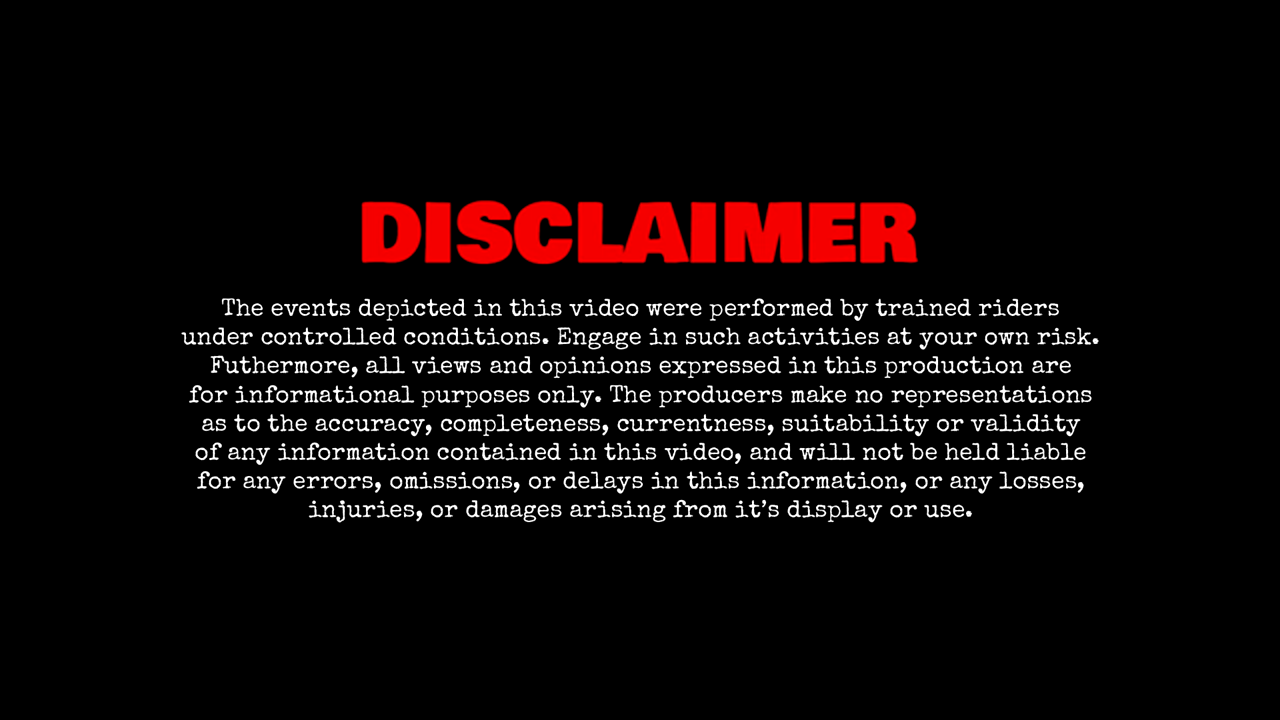 DISCLAIMER
The events depicted in this video were performed by trained riders
under controlled conditions. Engage in such activities at your own risk.
Futhermore, all views and opinions expressed in this production are
for informational purposes only. The producers make no representations
as to the accuracy, completeness, currentness, suitability or validity
of any information contained in this video, and will not be held liable
for any errors, omissions, or delays in this information, or any losses,
injuries, or damages arising from it's display or use.